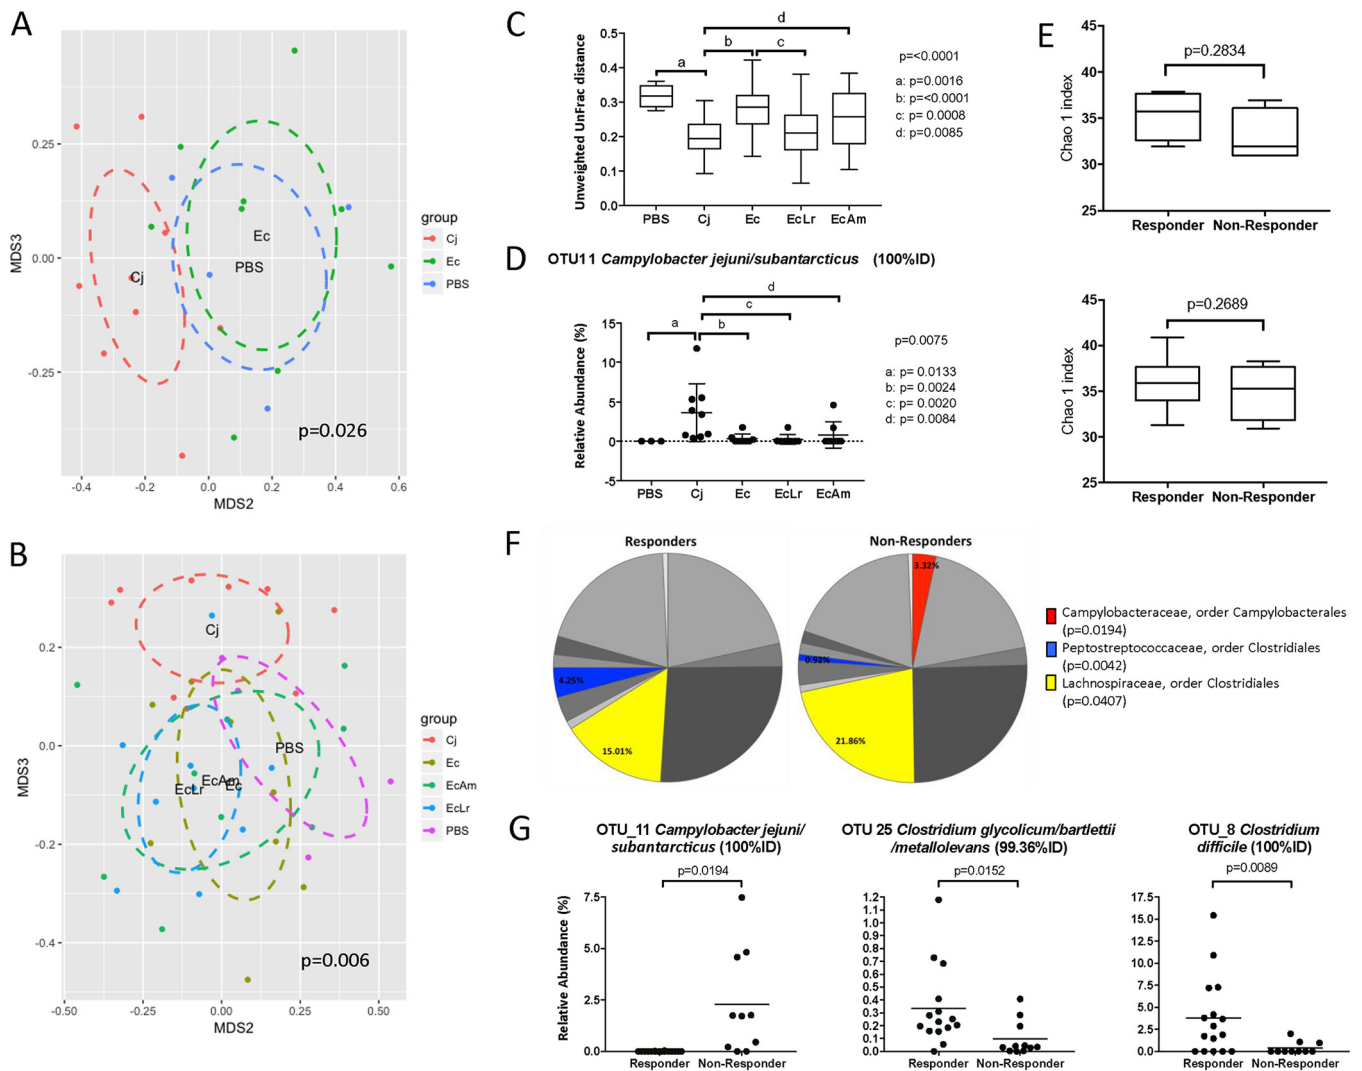 A
0.25
0.00
-0.25
MDS3
-0.4
-0.2
0.0
0.2
0.4
0.6
MDS2
Cj
Ec
PBS
p=0.026
group
Cj
Ec
PBS
B
0.2
0.0
-0.2
-0.4
MDS3
-0.50
-0.25
0.00
0.25
0.50
MDS2
Cj
PBS
EcAm
Ec
EcLr
p=0.006
group
Cj
Ec
EcAm
EcLr
PBS
C
Unweighted UniFrac distance
0.5
0.4
0.3
0.2
0.1
0.0
PBS
Cj
Ec
EcLr
EcAm
a
b
c
d
p=<0.0001
a: p=0.0016
b: p=<0.0001
c: p= 0.0008
d: p=0.0085
D
OTU11 Campylobacter jejuni/subantarcticus (100%ID)
Relative Abundance (%)
15
10
5
0
-5
PBS
Cj
Ec
EcLr
EcAm
a
b
c
d
p=0.0075
a: p= 0.0133
b: p= 0.0024
c: p= 0.0020
d: p= 0.0084
E
Chao 1 index
45
40
35
30
25
p=0.2834
Responder
Non-Responder
Chao 1 index
45
40
35
30
25
p=0.2689
Responder
Non-Responder
F
Responders
4.25%
15.01%
Non-Responders
3.32%
0.92%
21.86%
Campylobacteraceae, order Campylobacterales
(p=0.0194)
Peptostreptococcaceae, order Clostridiales
(p=0.0042)
Lachnospiraceae, order Clostridiales
(p=0.0407)
G
OTU_11 Campylobacter jejuni/
subantarcticus (100%ID)
p=0.0194
Relative Abundance (%)
7.5
5.0
2.5
0.0
Responder
Non-Responder
OTU 25 Clostridium glycolicum/bartlettii
/metallolevans (99.36%ID)
p=0.0152
1.2
1.1
1.0
0.9
0.8
0.7
0.6
0.5
0.4
0.3
0.2
0.1
0.0
Responder
Non-Responder
OTU_8 Clostridium
difficile (100%ID)
p=0.0089
17.5
15.0
12.5
10.0
7.5
5.0
2.5
0.0
Responder
Non-Responder